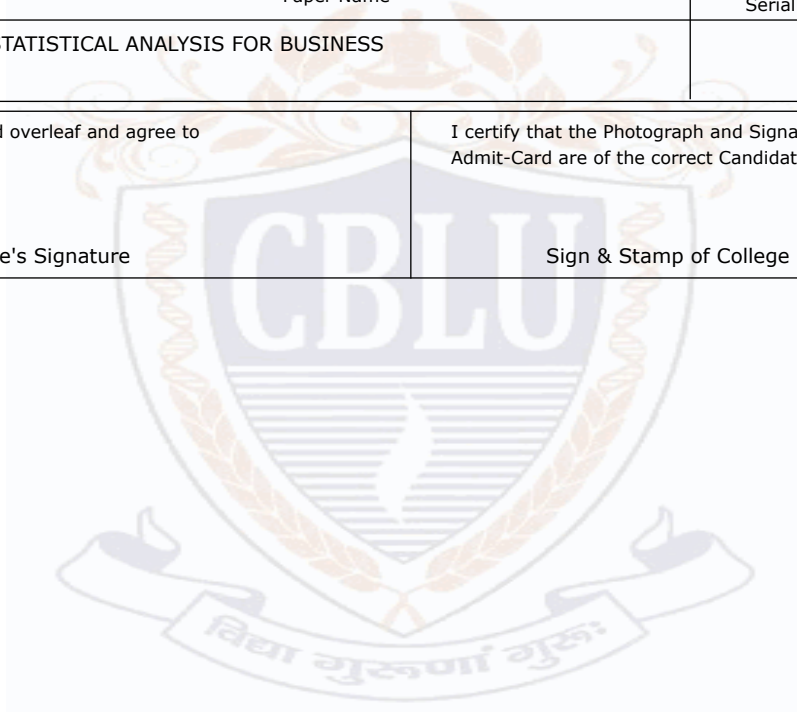 Paper Name
Serial
STATISTICAL ANALYSIS FOR BUSINESS
overleaf and agree to
I certify that the Photograph and Signa
Admit-Card are of the correct Candidat
e's Signature
Sign & Stamp of College
CBLU
विद्या गुरूणां गुरुः